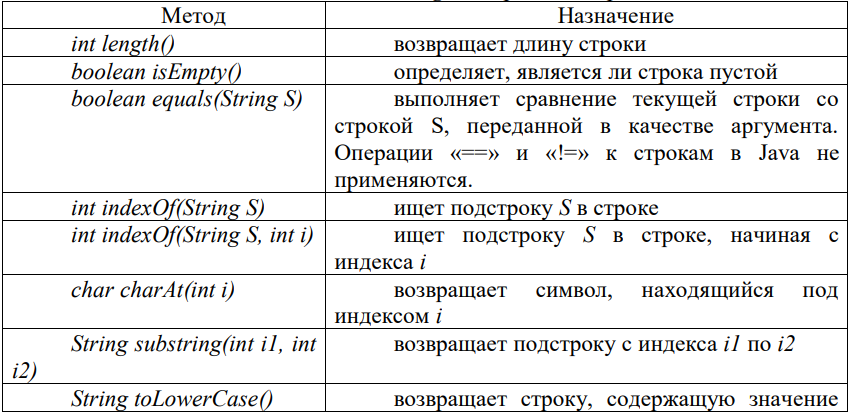 Метод
Назначение
int length()
возвращает длину строки
boolean isEmpty()
определяет, является ли строка пустой
boolean equals(String S)
выполняет сравнение текущей строки со
строкой S, переданной в качестве аргумента.
Операции «==» и «!=» к строкам в Java не
применяются.
int indexOf(String S)
ищет подстроку S в строке
int indexOf(String S, int i)
ищет подстроку S в строке, начиная с
индекса i
char charAt(int i)
возвращает символ, находящийся под
индексом i
String substring(int i1, int
i2)
возвращает подстроку с индекса i1 по i2
String toLowerCase()
возвращает строку, содержащую значение